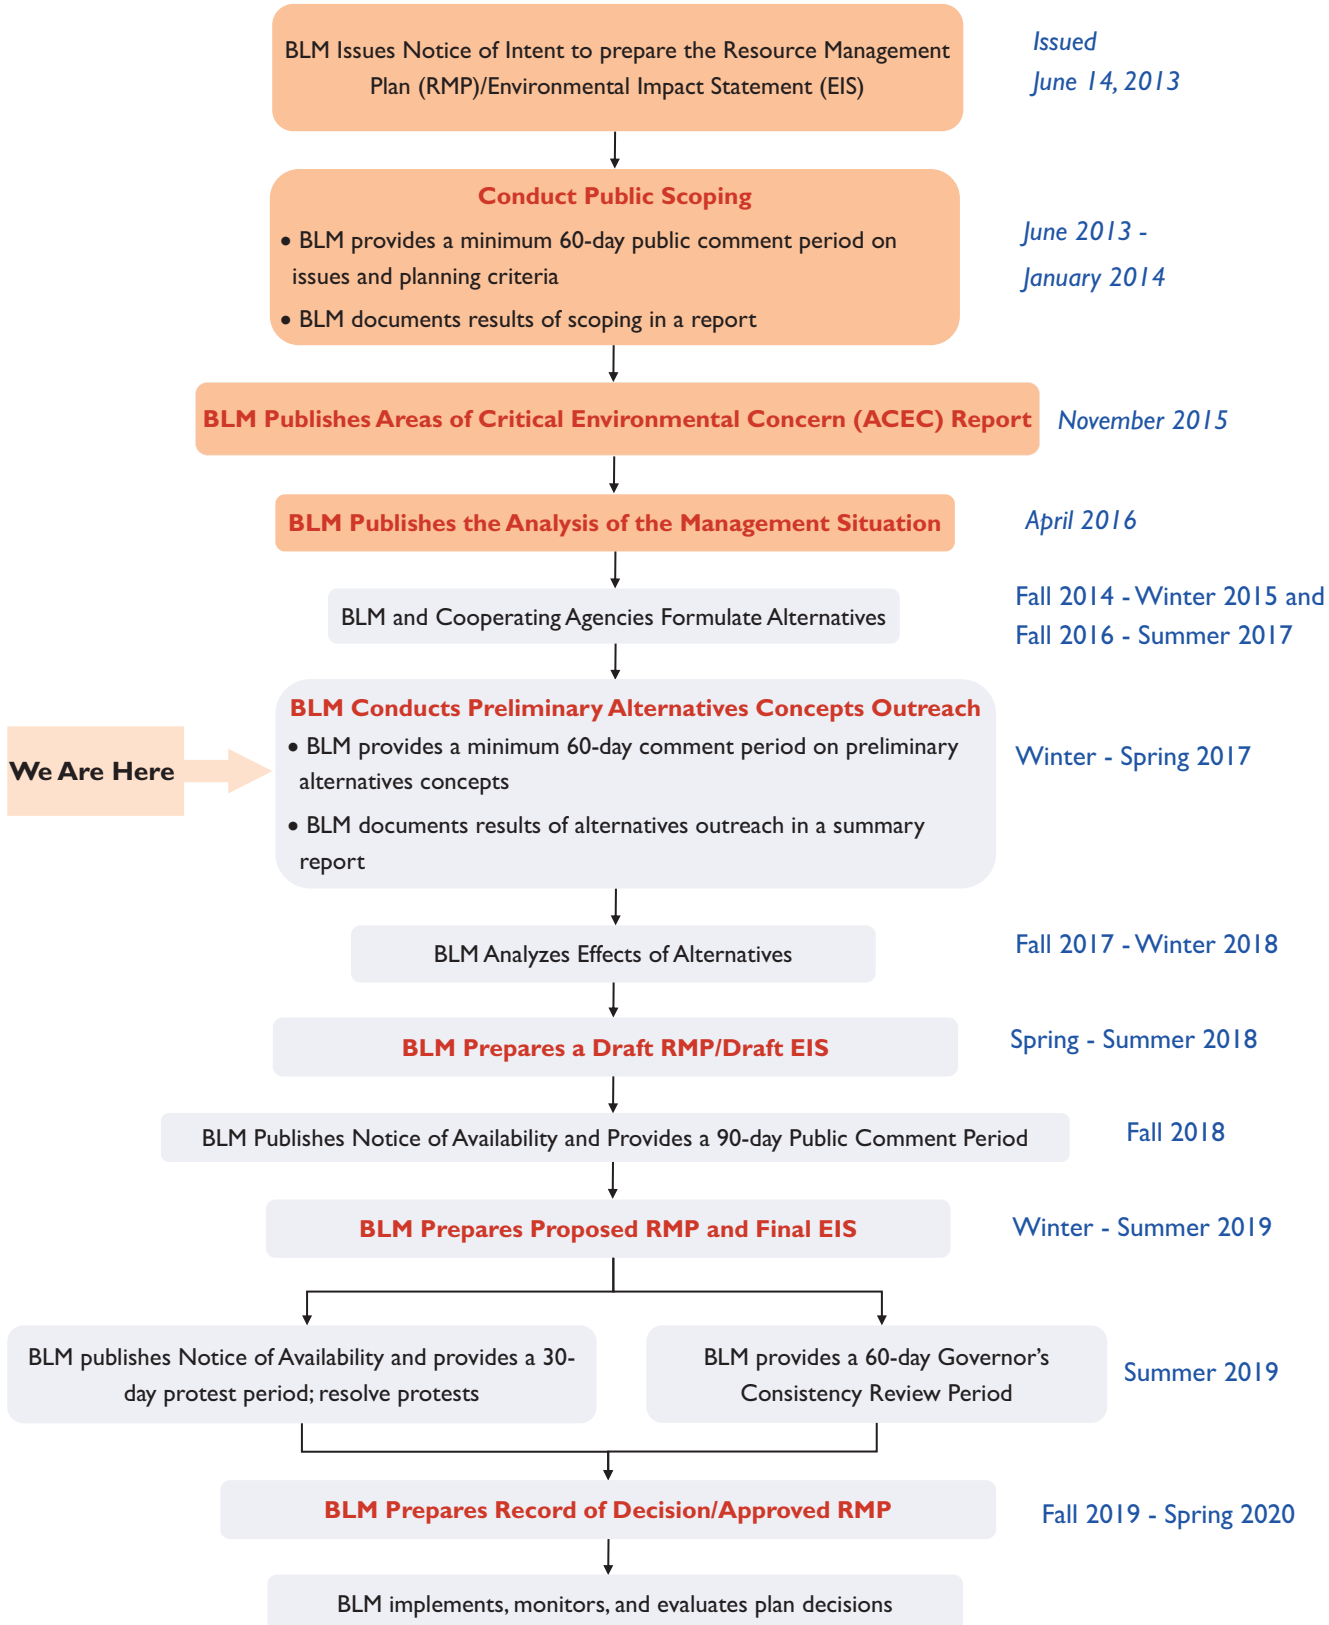 BLM Issues Notice of Intent to prepare the Resource Management
Plan (RMP)/Environmental Impact Statement (EIS)
Issued
June 14, 2013
Conduct Public Scoping
• BLM provides a minimum 60-day public comment period on
issues and planning criteria
• BLM documents results of scoping in a report
June 2013 -
January 2014
BLM Publishes Areas of Critical Environmental Concern (ACEC) Report
November 2015
BLM Publishes the Analysis of the Management Situation
April 2016
BLM and Cooperating Agencies Formulate Alternatives
Fall 2014 - Winter 2015 and
Fall 2016 - Summer 2017
We Are Here
BLM Conducts Preliminary Alternatives Concepts Outreach
• BLM provides a minimum 60-day comment period on preliminary
alternatives concepts
• BLM documents results of alternatives outreach in a summary
report
Winter - Spring 2017
BLM Analyzes Effects of Alternatives
Fall 2017 - Winter 2018
BLM Prepares a Draft RMP/Draft EIS
Spring - Summer 2018
BLM Publishes Notice of Availability and Provides a 90-day Public Comment Period
Fall 2018
BLM Prepares Proposed RMP and Final EIS
Winter - Summer 2019
BLM publishes Notice of Availability and provides a 30-
day protest period; resolve protests
BLM provides a 60-day Governor's
Consistency Review Period
Summer 2019
BLM Prepares Record of Decision/Approved RMP
Fall 2019 - Spring 2020
BLM implements, monitors, and evaluates plan decisions